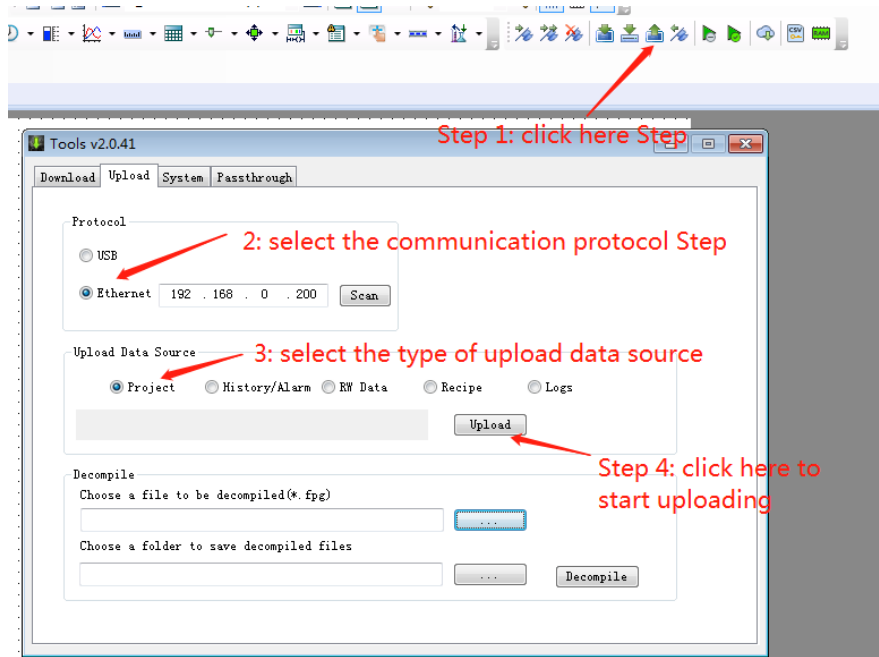 CSV
RAM
Step 1: click here Step
Tools v2.0.41
Download Upload System Passthrough
Protocol
2: select the communication protocol Step
USB
Ethernet 192 . 168 . 0 . 200 Scan
Upload Data Source
3: select the type of upload data source
Project History/Alarm RW Data Recipe Logs
Upload
Step 4: click here to
start uploading
Decompile
Choose a file to be decompiled(*.fpg)
...
Choose a folder to save decompiled files
... Decompile